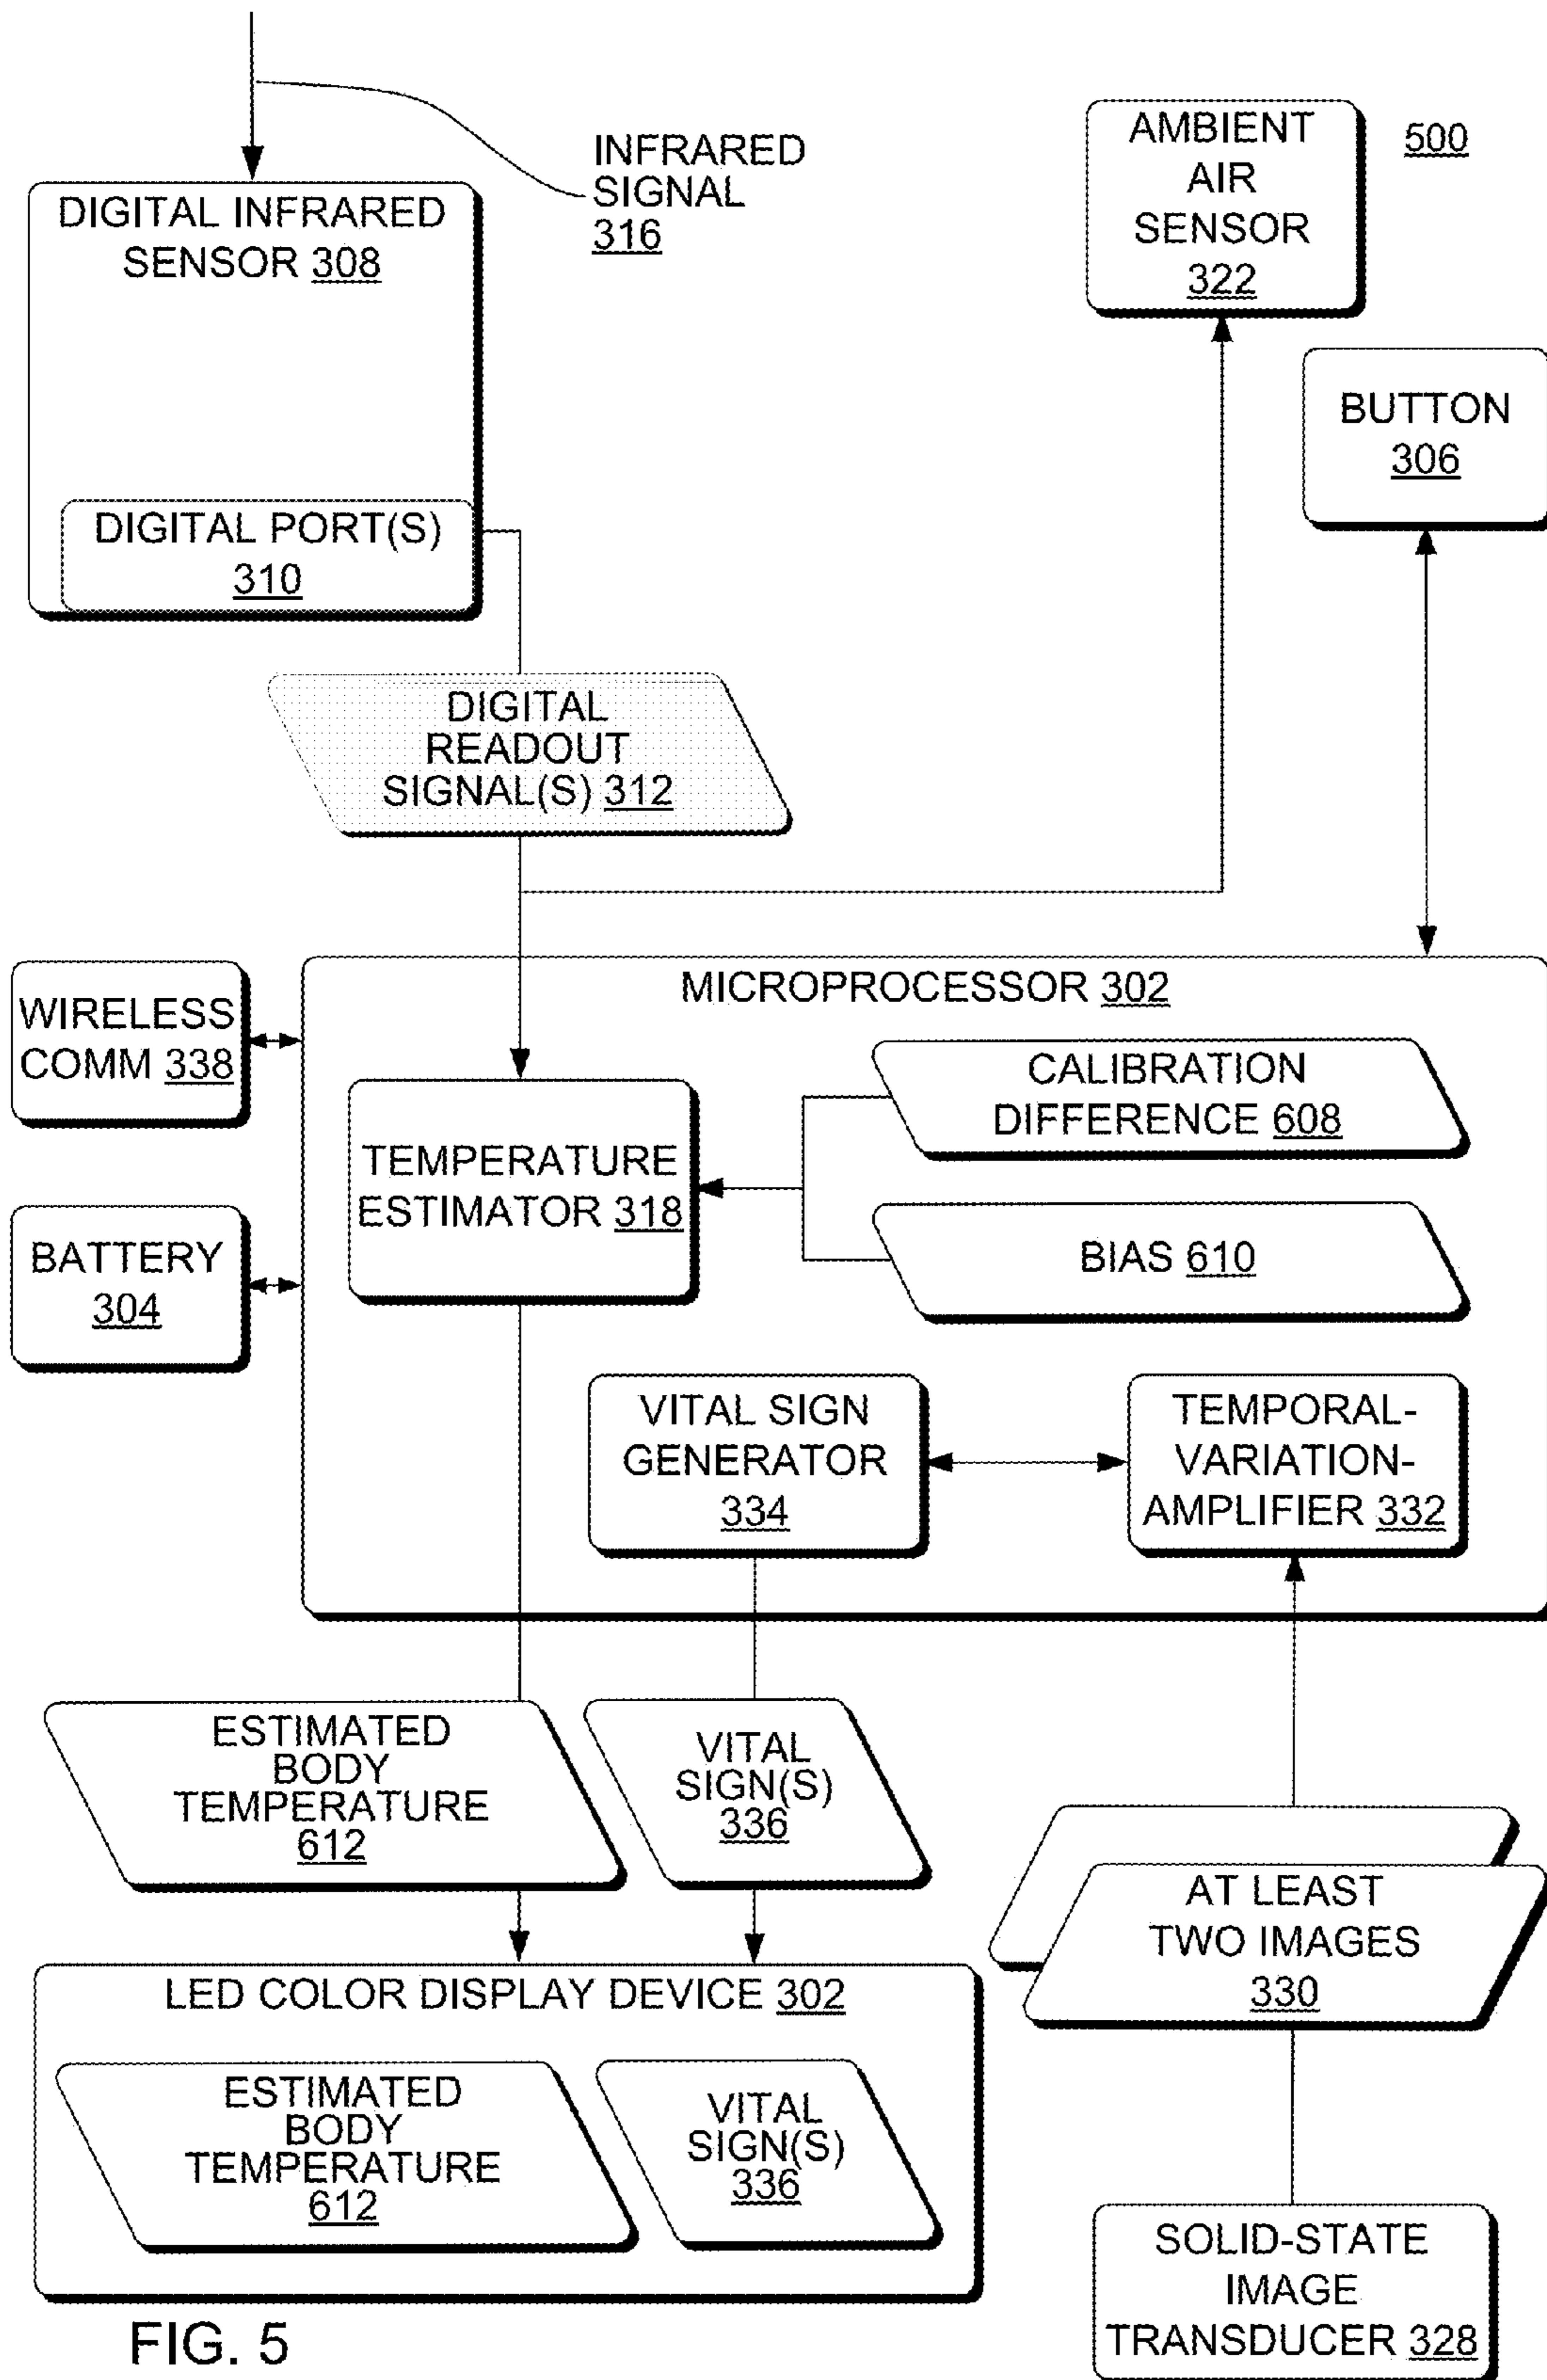 INFRARED
SIGNAL
316
AMBIENT
AIR
SENSOR
322
500
DIGITAL INFRARED
SENSOR 308
BUTTON
306
DIGITAL PORT(S)
310
DIGITAL
READOUT
SIGNAL(S) 312
MICROPROCESSOR 302
WIRELESS
COMM 338
CALIBRATION
DIFFERENCE 608
TEMPERATURE
ESTIMATOR 318
BATTERY
304
BIAS 610
VITAL SIGN
GENERATOR
334
TEMPORAL-
VARIATION-
AMPLIFIER 332
ESTIMATED
BODY
TEMPERATURE
612
VITAL
SIGN(S)
336
AT LEAST
TWO IMAGES
330
LED COLOR DISPLAY DEVICE 302
ESTIMATED
BODY
TEMPERATURE
612
VITAL
SIGN(S)
336
SOLID-STATE
IMAGE
TRANSDUCER 328
FIG. 5